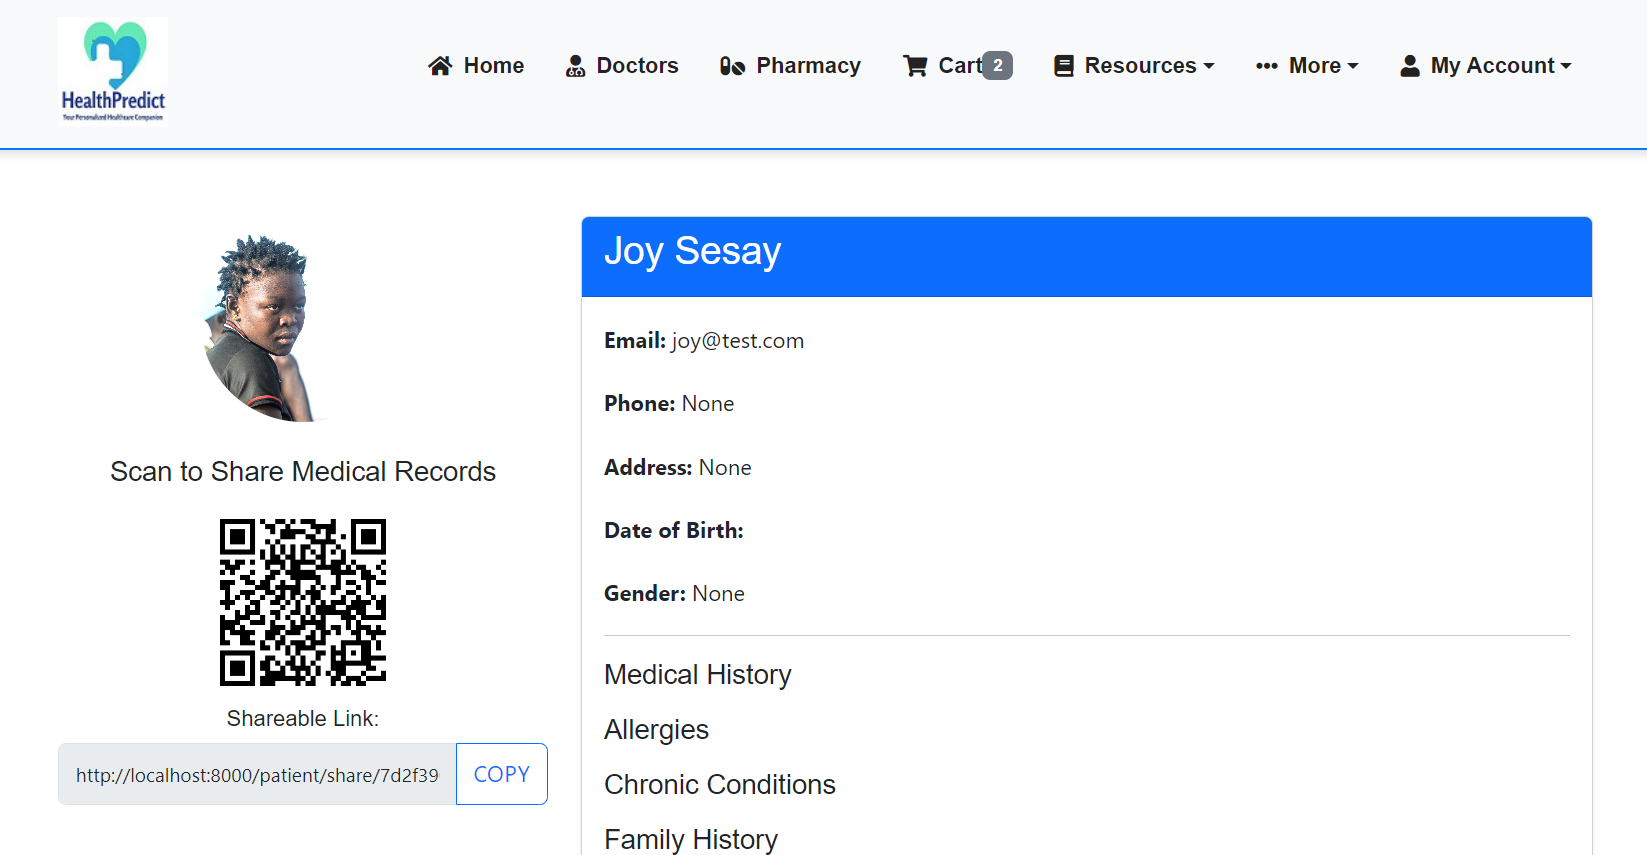 HealthPredict
Your Personalized Healthcare Companion
Home Doctors Pharmacy Cart 2 Resources More My Account
Scan to Share Medical Records
Shareable Link:
http://localhost:8000/patient/share/7d2f39 COPY
Joy Sesay
Email: joy@test.com
Phone: None
Address: None
Date of Birth:
Gender: None
Medical History
Allergies
Chronic Conditions
Family History